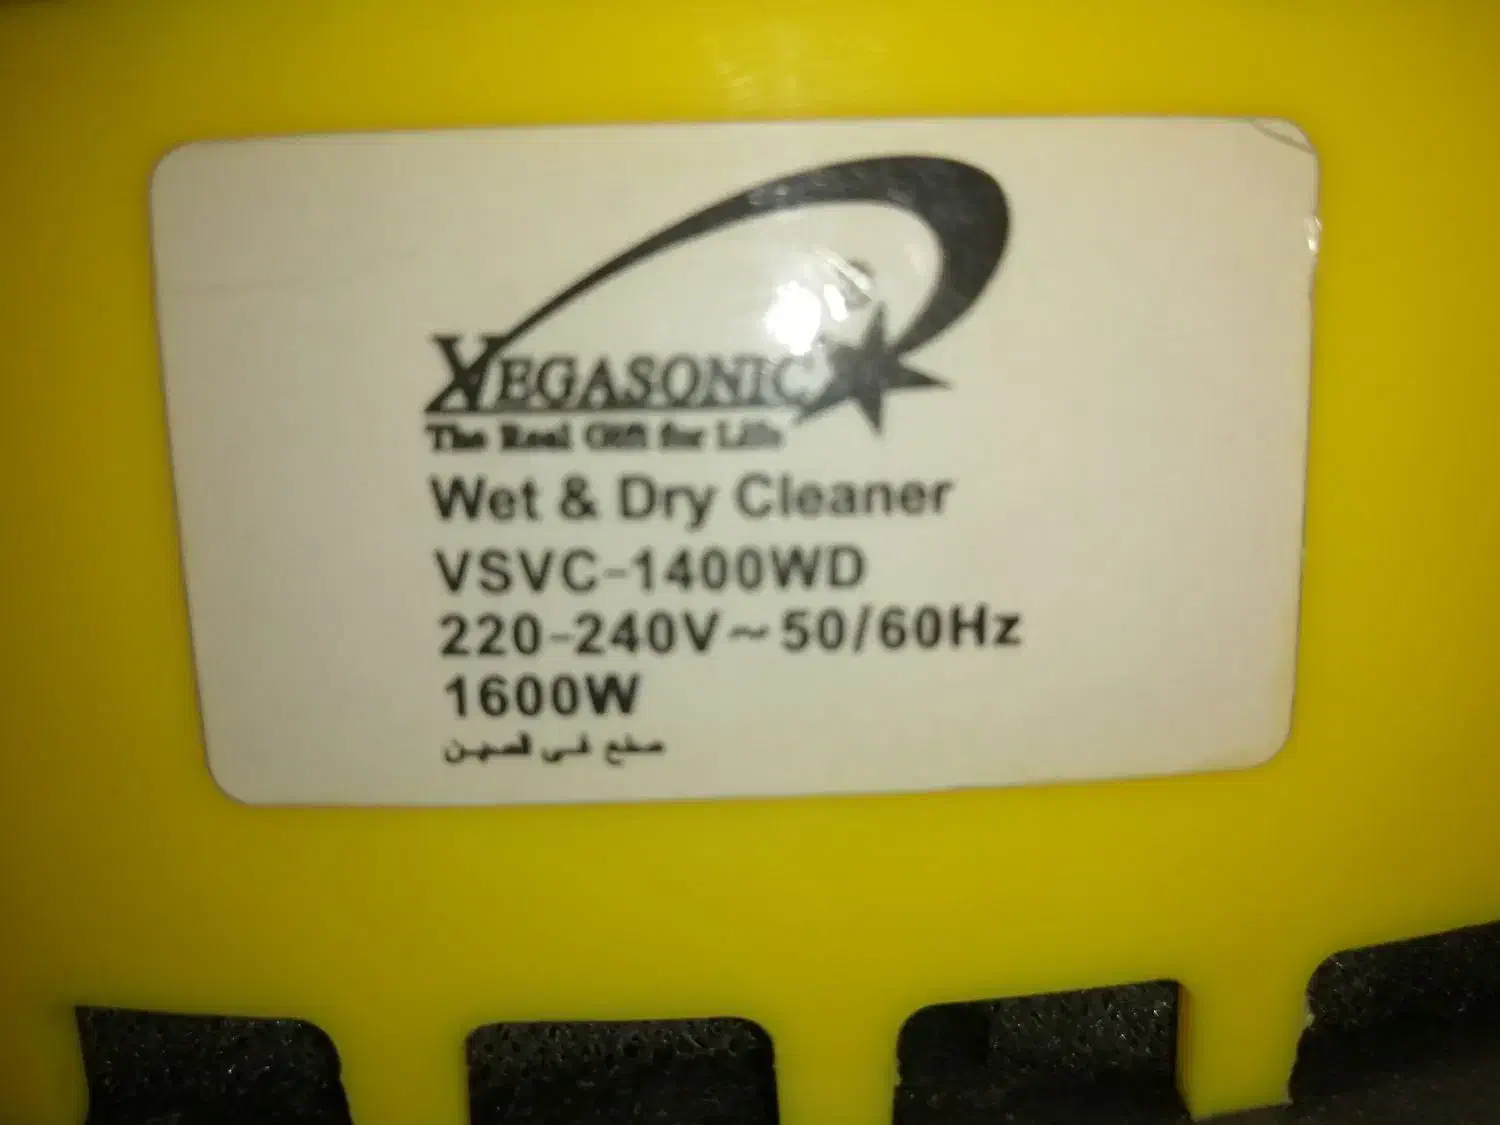 VEGASONIC
The Real Gift for Life
Wet & Dry Cleaner
VSVC-1400WD
220-240V~50/60Hz
1600W
صنع في الصين